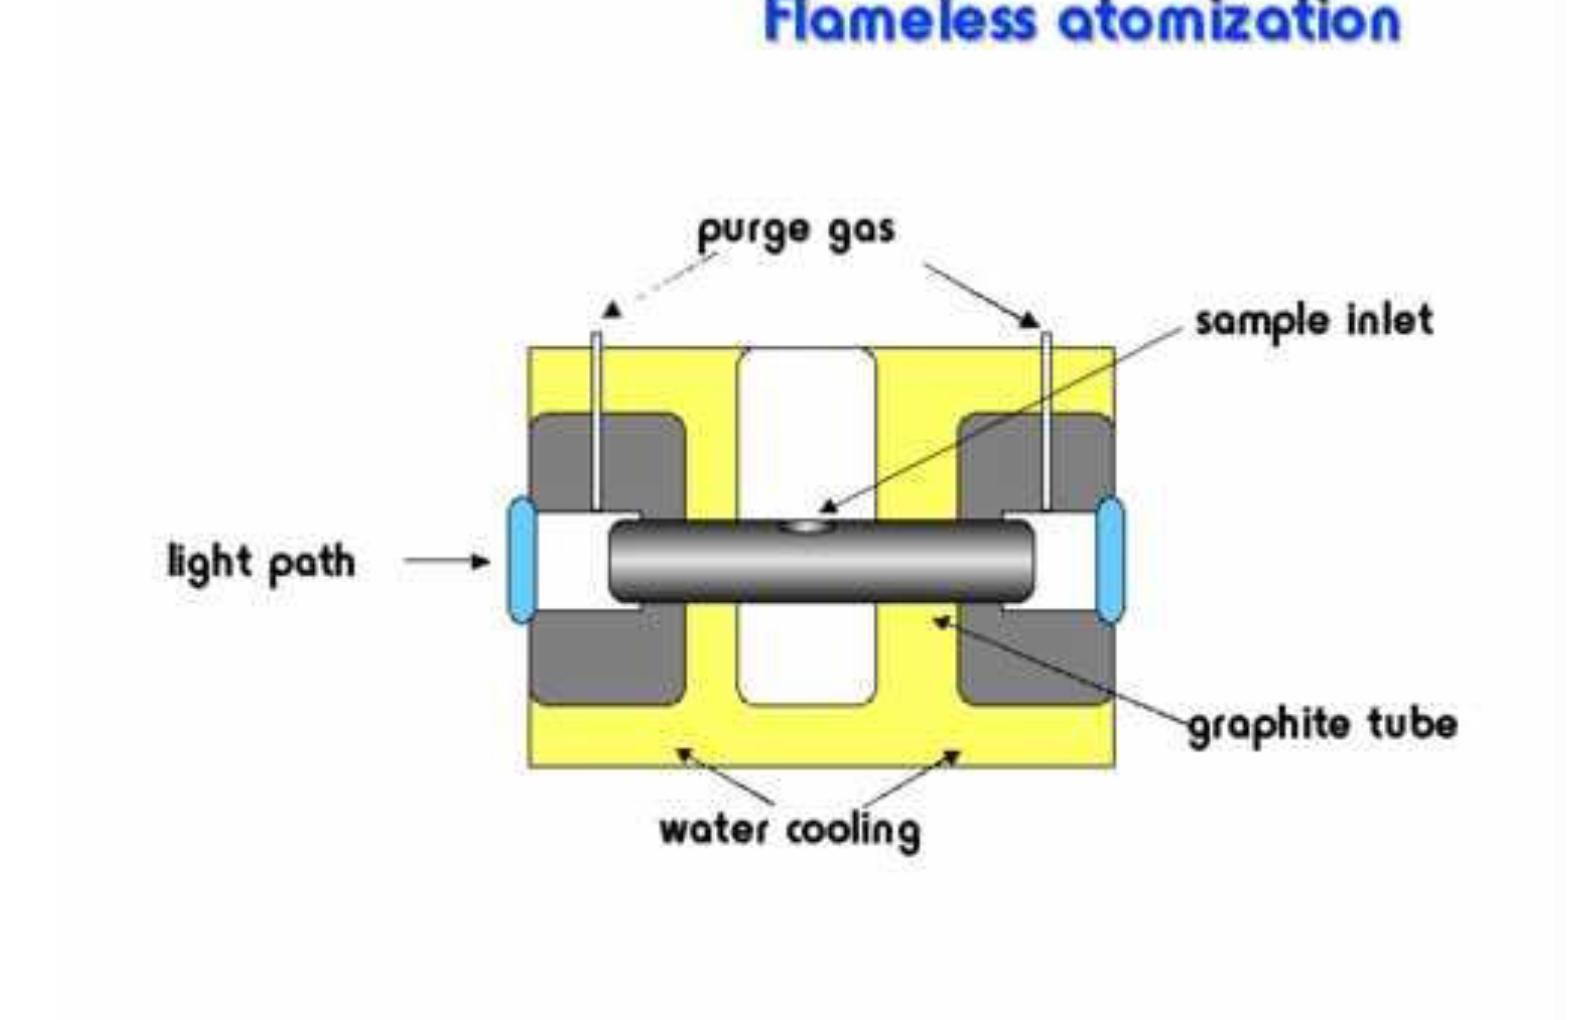 Flameless atomization
purge gas
sample inlet
light path
graphite tube
water cooling